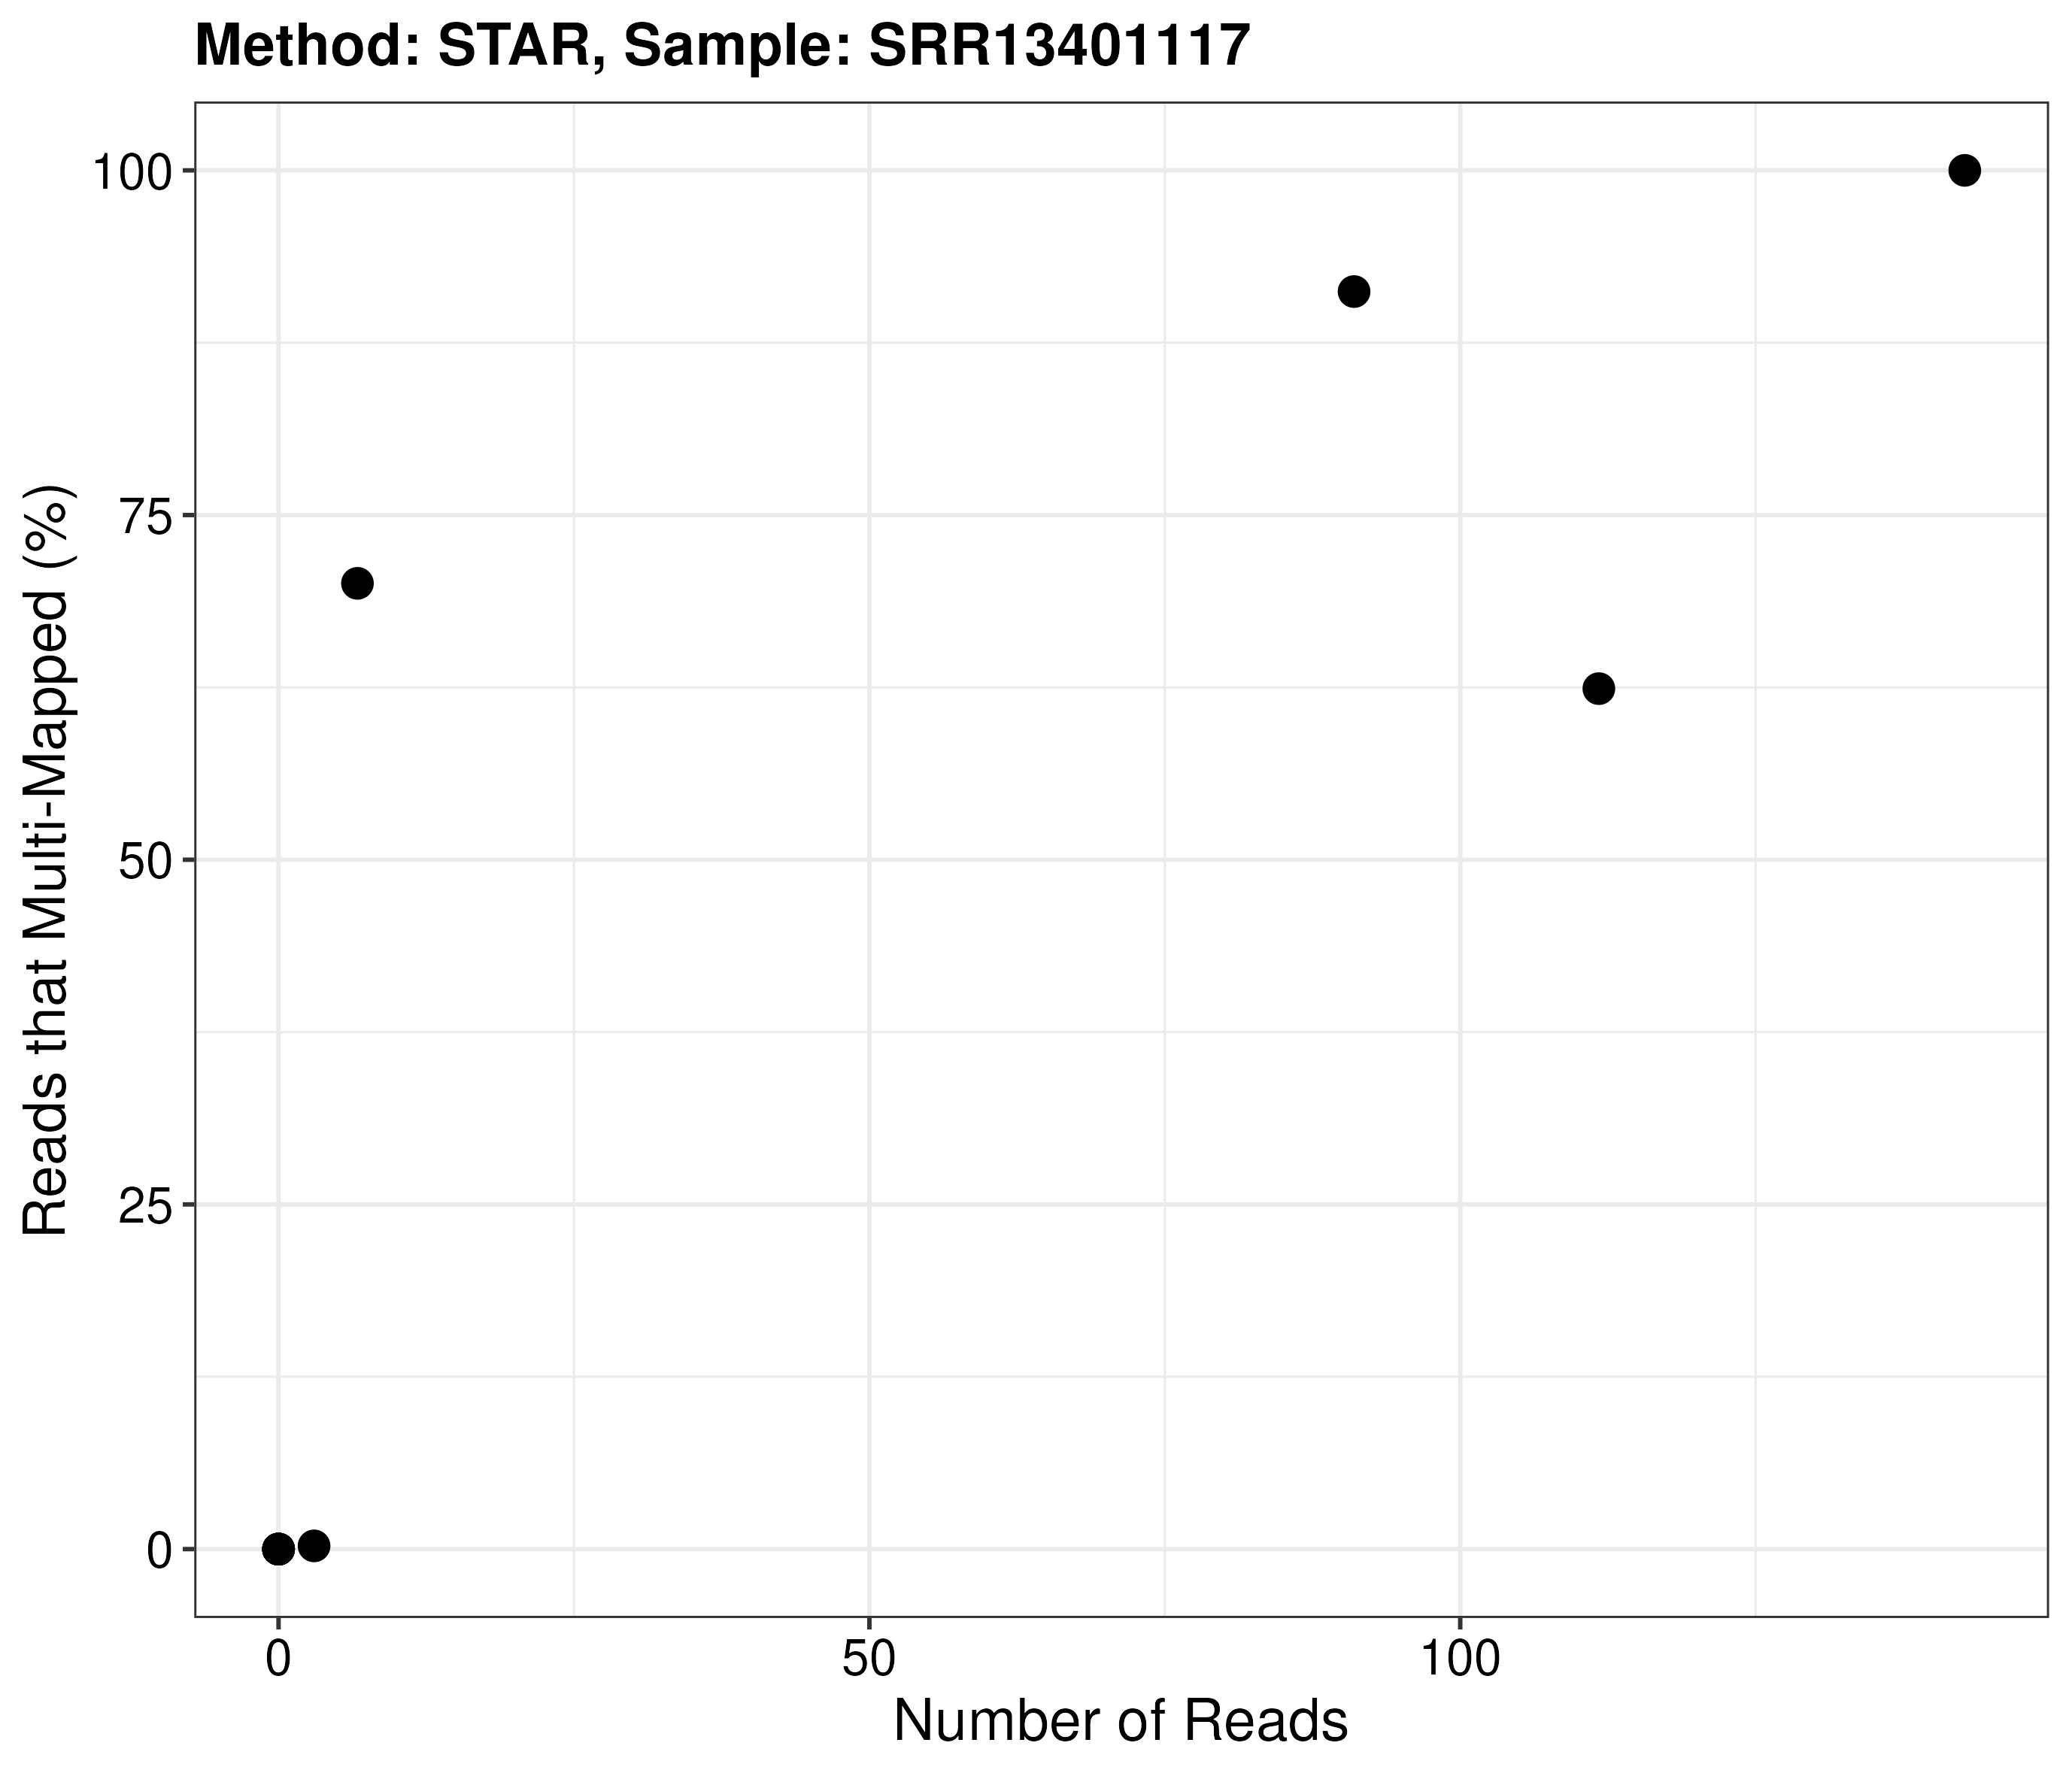 Method: STAR, Sample: SRR13401117
Reads that Multi-Mapped (%)
100
75
50
25
0
0 50 100
Number of Reads